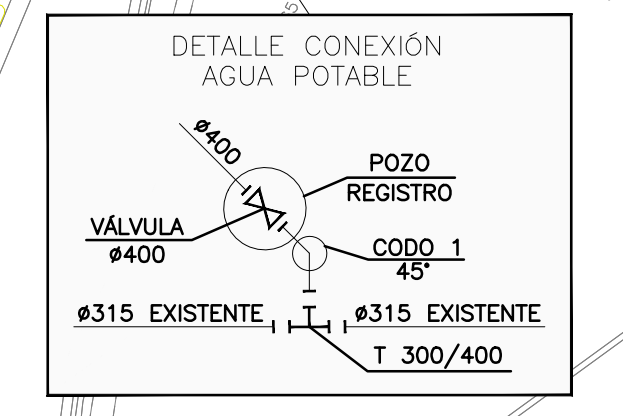 DETALLE CONEXIÓN
AGUA POTABLE
ø400
POZO
REGISTRO
VÁLVULA
ø400
CODO 1
45°
ø315 EXISTENTE
ø315 EXISTENTE
T 300/400